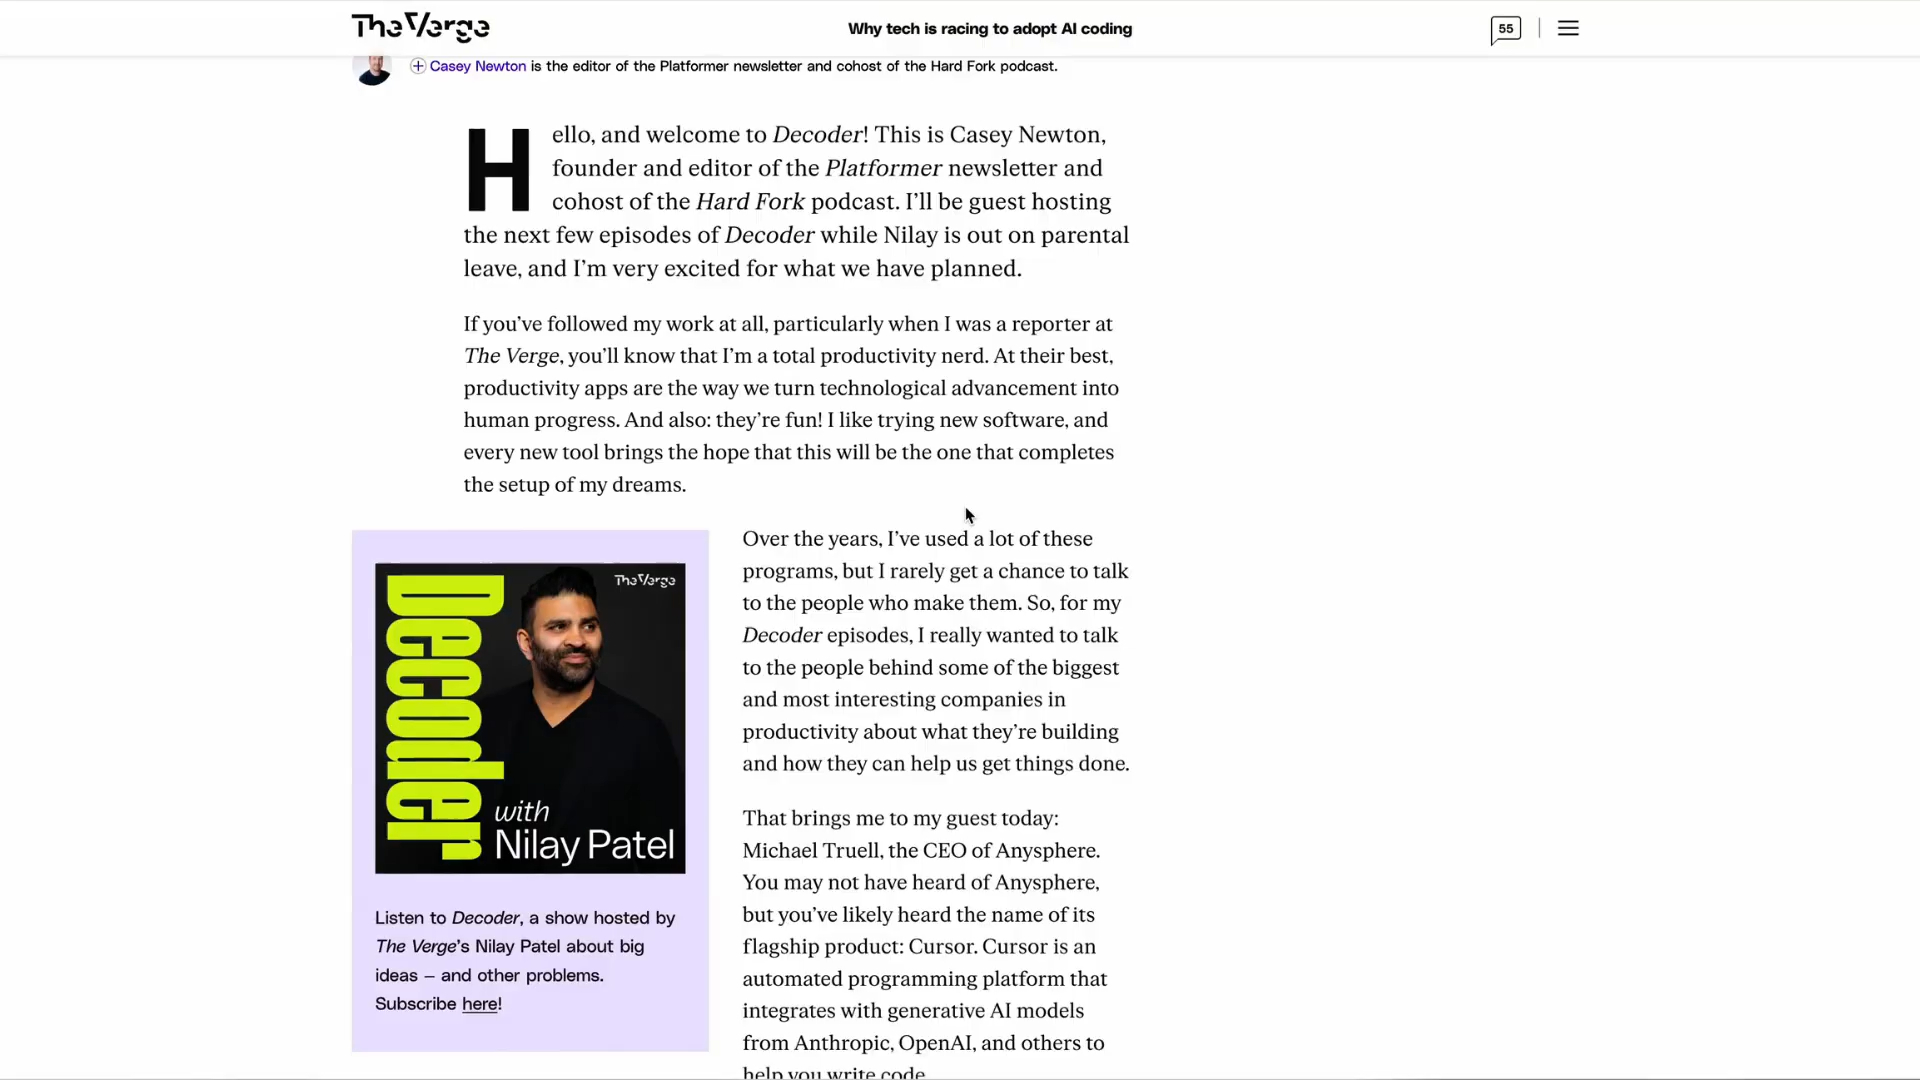 The Verge
Why tech is racing to adopt AI coding
55
Casey Newton is the editor of the Platformer newsletter and cohost of the Hard Fork podcast.
Hello, and welcome to Decoder! This is Casey Newton,
founder and editor of the Platformer newsletter and
cohost of the Hard Fork podcast. I’ll be guest hosting
the next few episodes of Decoder while Nilay is out on parental
leave, and I’m very excited for what we have planned.
If you’ve followed my work at all, particularly when I was a reporter at
The Verge, you’ll know that I’m a total productivity nerd. At their best,
productivity apps are the way we turn technological advancement into
human progress. And also: they’re fun! I like trying new software, and
every new tool brings the hope that this will be the one that completes
the setup of my dreams.
The Verge
Decoder
with
Nilay Patel
Listen to Decoder, a show hosted by
The Verge’s Nilay Patel about big
ideas – and other problems.
Subscribe here!
Over the years, I’ve used a lot of these
programs, but I rarely get a chance to talk
to the people who make them. So, for my
Decoder episodes, I really wanted to talk
to the people behind some of the biggest
and most interesting companies in
productivity about what they’re building
and how they can help us get things done.
That brings me to my guest today:
Michael Truell, the CEO of Anysphere.
You may not have heard of Anysphere,
but you’ve likely heard the name of its
flagship product: Cursor. Cursor is an
automated programming platform that
integrates with generative AI models
from Anthropic, OpenAI, and others to
help you write code.